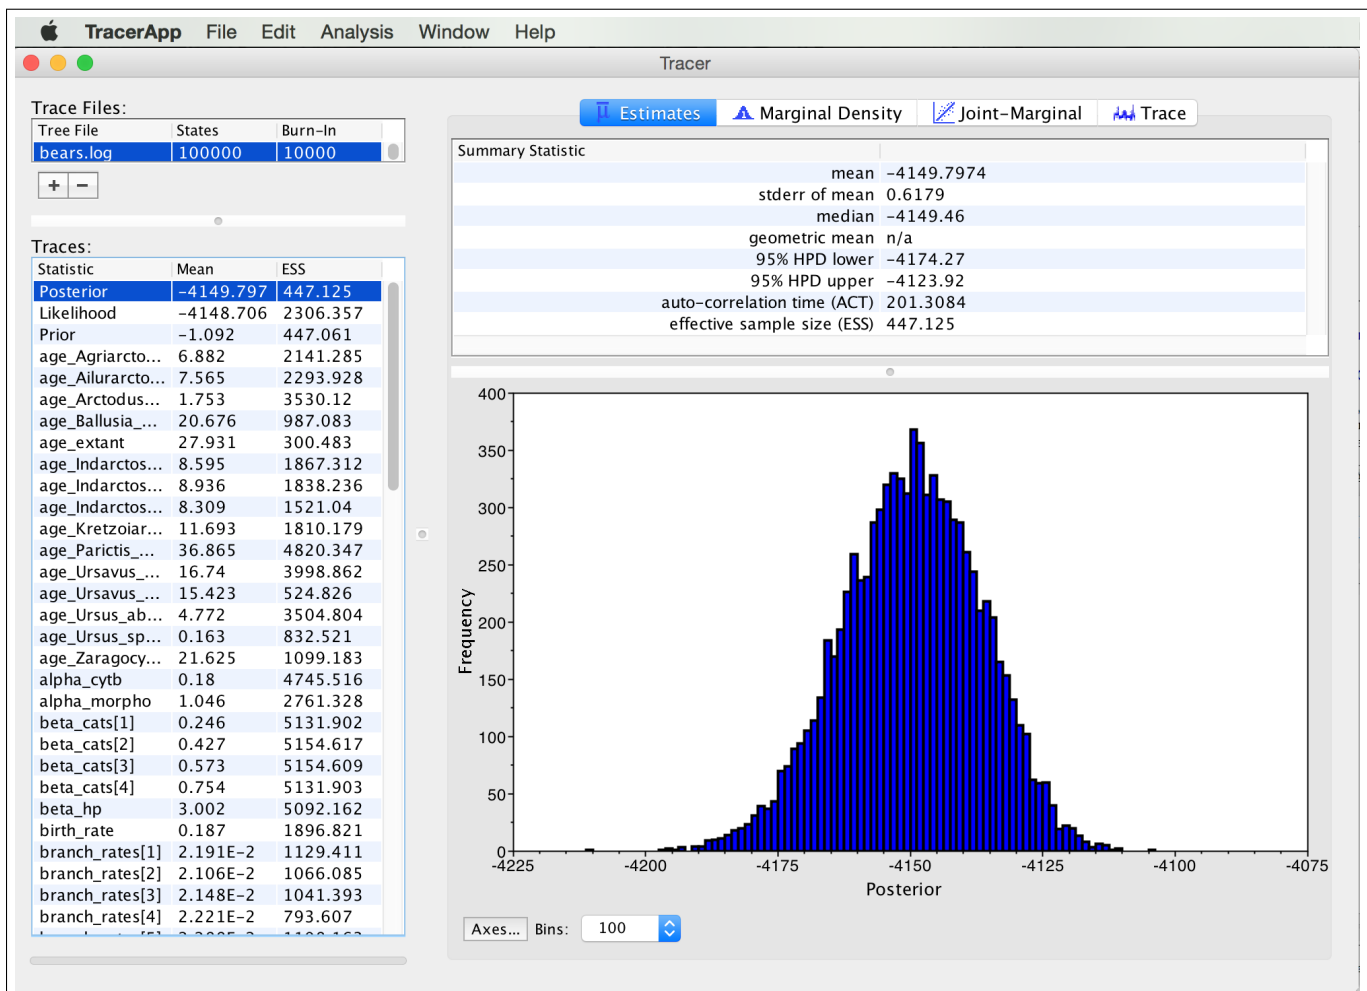 TracerApp File Edit Analysis Window Help
Tracer
Trace Files:
Tree File States Burn-In
bears.log 100000 10000
+ −
Traces:
Statistic Mean ESS
Posterior -4149.797 447.125
Likelihood -4148.706 2306.357
Prior -1.092 447.061
age_Agriarcto... 6.882 2141.285
age_Ailurarcto... 7.565 2293.928
age_Arctodus... 1.753 3530.12
age_Ballusia_... 20.676 987.083
age_extant 27.931 300.483
age_Indarctos... 8.595 1867.312
age_Indarctos... 8.936 1838.236
age_Indarctos... 8.309 1521.04
age_Kretzoiar... 11.693 1810.179
age_Parictis_... 36.865 4820.347
age_Ursavus_... 16.74 3998.862
age_Ursavus_... 15.423 524.826
age_Ursus_ab... 4.772 3504.804
age_Ursus_sp... 0.163 832.521
age_Zaragocy... 21.625 1099.183
alpha_cytb 0.18 4745.516
alpha_morpho 1.046 2761.328
beta_cats[1] 0.246 5131.902
beta_cats[2] 0.427 5154.617
beta_cats[3] 0.573 5154.609
beta_cats[4] 0.754 5131.903
beta_hp 3.002 5092.162
birth_rate 0.187 1896.821
branch_rates[1] 2.191E-2 1129.411
branch_rates[2] 2.106E-2 1066.085
branch_rates[3] 2.148E-2 1041.393
branch_rates[4] 2.221E-2 793.607
Estimates Marginal Density Joint-Marginal Trace
Summary Statistic
mean -4149.7974
stderr of mean 0.6179
median -4149.46
geometric mean n/a
95% HPD lower -4174.27
95% HPD upper -4123.92
auto-correlation time (ACT) 201.3084
effective sample size (ESS) 447.125
400
350
300
250
200
150
100
50
0
Frequency
-4225 -4200 -4175 -4150 -4125 -4100 -4075
Posterior
Axes... Bins: 100